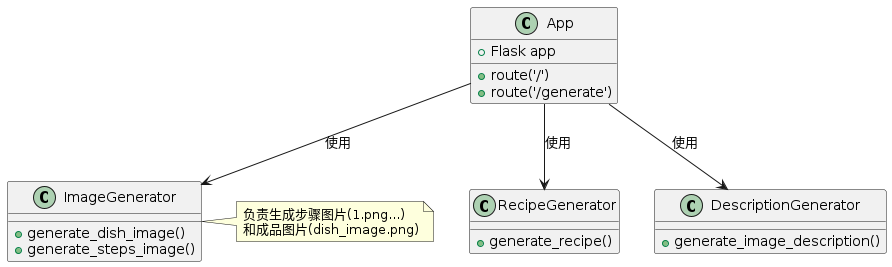 C App
Flask app
route('/')
route('/generate')
使用
使用
使用
C ImageGenerator
generate_dish_image()
generate_steps_image()
负责生成步骤图片(1.png...)
和成品图片(dish_image.png)
C RecipeGenerator
generate_recipe()
C DescriptionGenerator
generate_image_description()